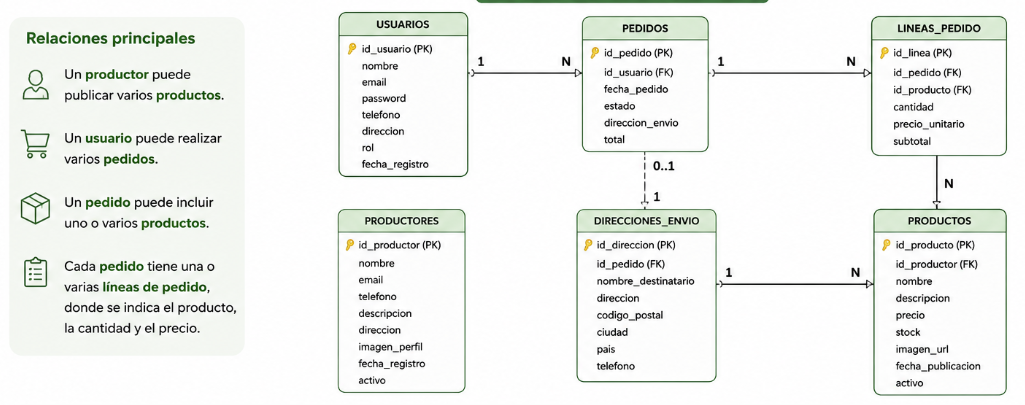 Relaciones principales
Un productor puede
publicar varios productos.
Un usuario puede realizar
varios pedidos.
Un pedido puede incluir
uno o varios productos.
Cada pedido tiene una o
varias líneas de pedido,
donde se indica el producto,
la cantidad y el precio.
USUARIOS
id_usuario (PK)
nombre
email
password
telefono
direccion
rol
fecha_registro
1
N
PEDIDOS
id_pedido (PK)
id_usuario (FK)
fecha_pedido
estado
direccion_envio
total
1
N
LINEAS_PEDIDO
id_linea (PK)
id_pedido (FK)
id_producto (FK)
cantidad
precio_unitario
subtotal
0..1
1
N
PRODUCTORES
id_productor (PK)
nombre
email
telefono
descripcion
direccion
imagen_perfil
fecha_registro
activo
DIRECCIONES_ENVIO
id_direccion (PK)
id_pedido (FK)
nombre_destinatario
direccion
codigo_postal
ciudad
pais
telefono
1
N
PRODUCTOS
id_producto (PK)
id_productor (FK)
nombre
descripcion
precio
stock
imagen_url
fecha_publicacion
activo